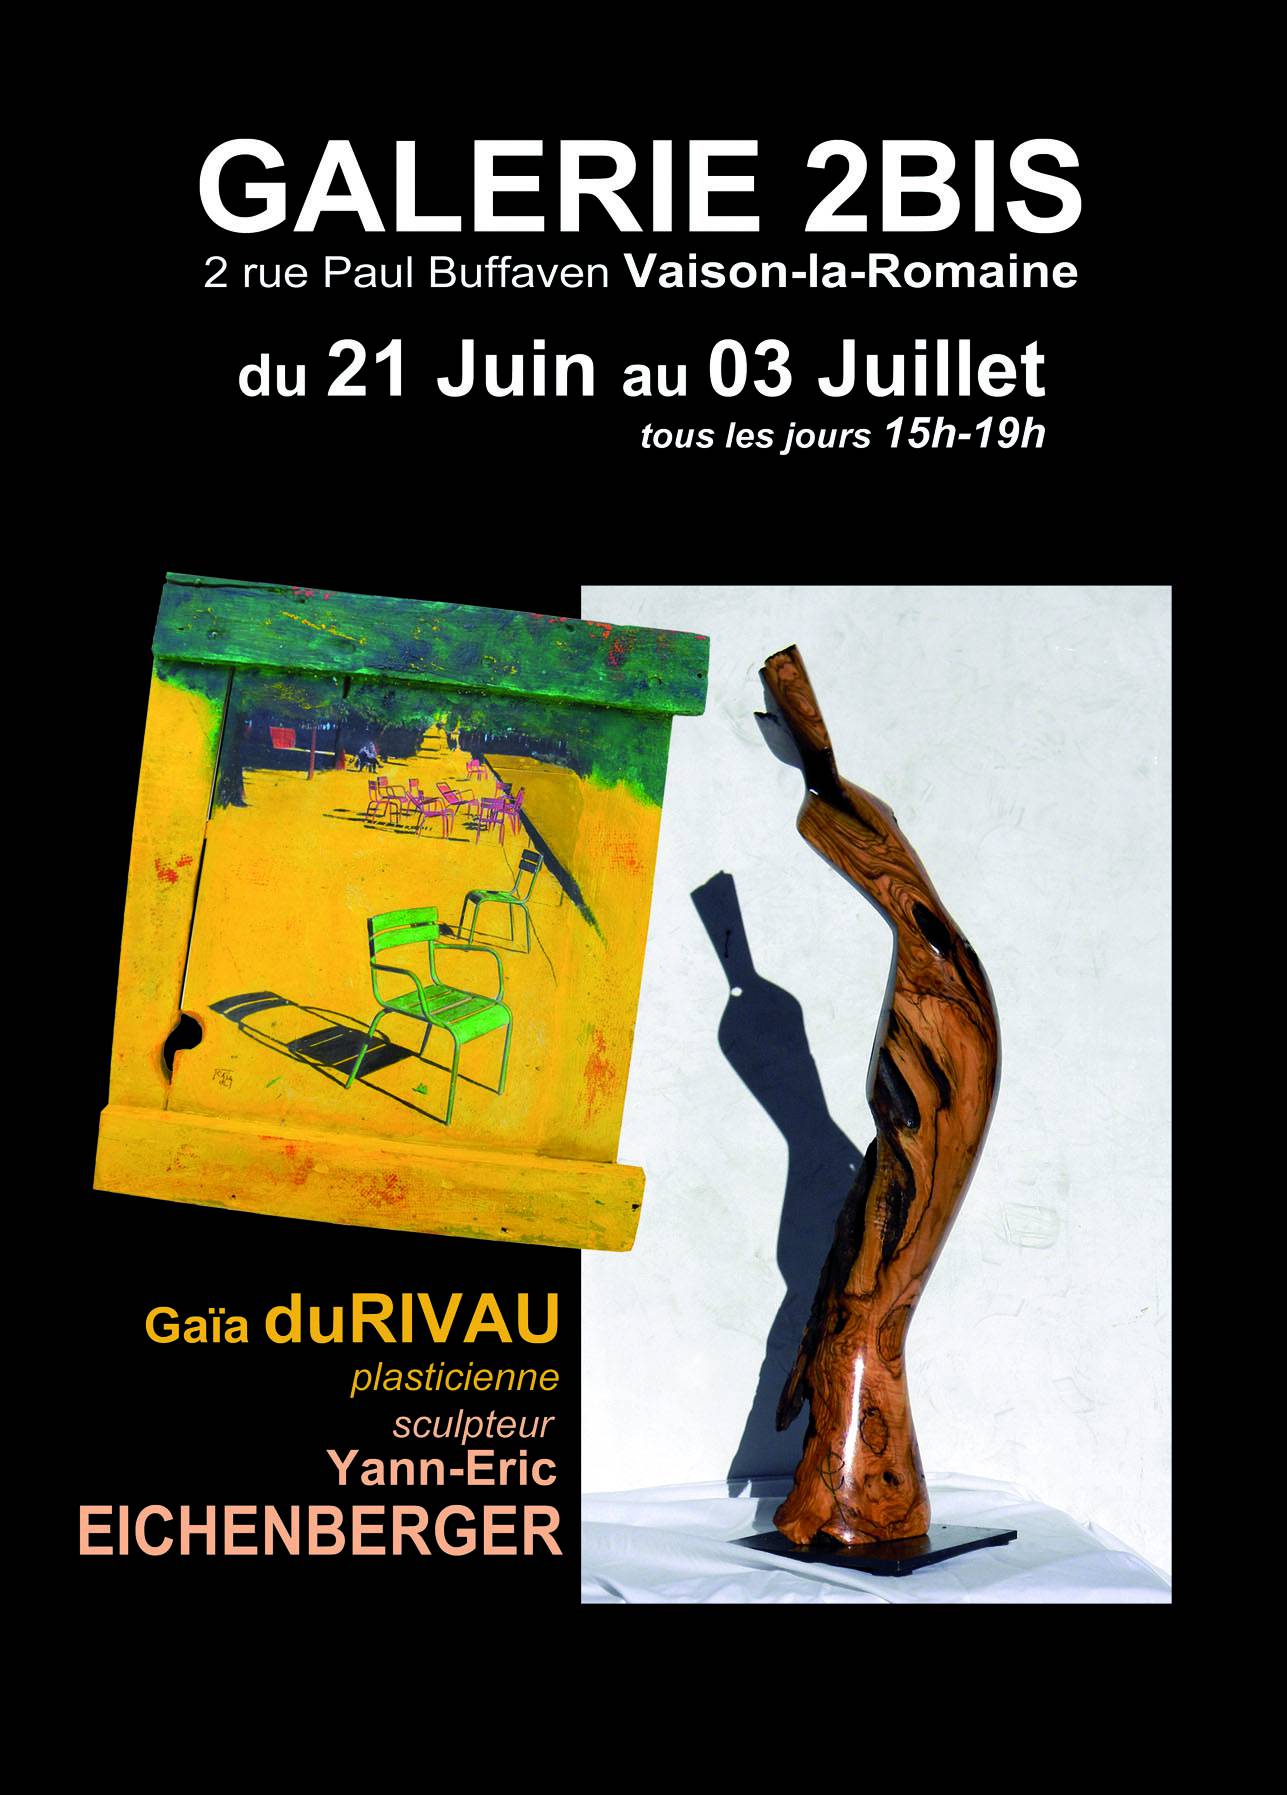 GALERIE 2BIS
2 rue Paul Buffaven Vaison-la-Romaine
du 21 Juin au 03 Juillet
tous les jours 15h-19h
Gaïa duRIVAU
plasticienne
sculpteur
Yann-Eric
EICHENBERGER